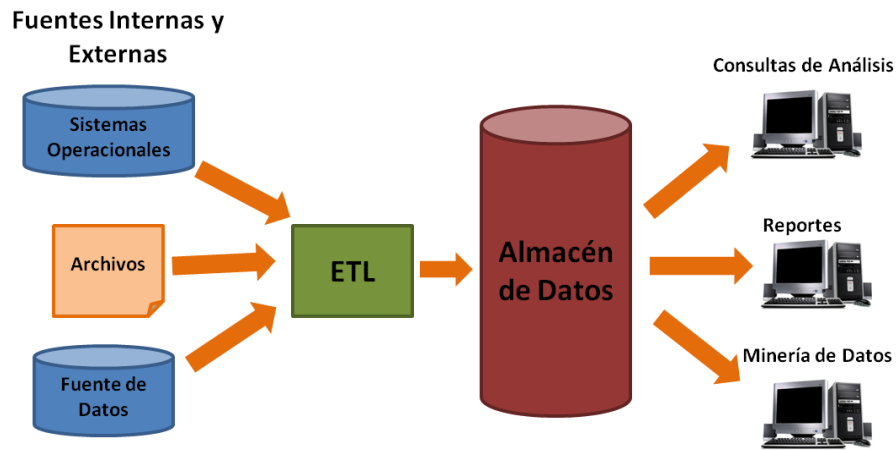 Fuentes Internas y
Externas
Sistemas
Operacionales
Archivos
Fuente de
Datos
ETL
Almacén
de Datos
Consultas de Análisis
Reportes
Minería de Datos